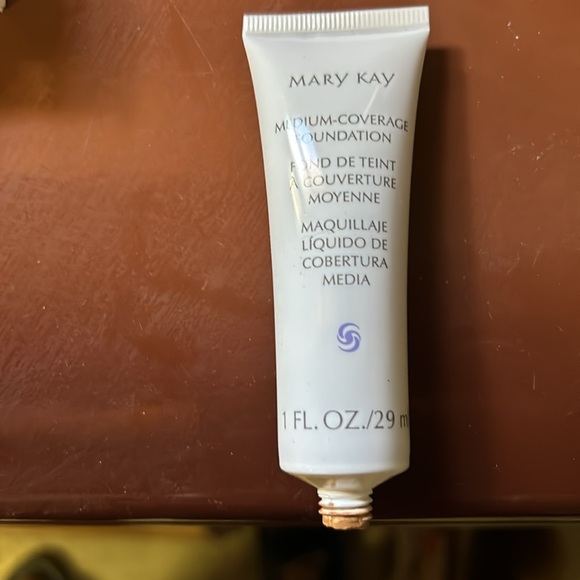 MARY KAY
MEDIUM-COVERAGE
FOUNDATION
FOND DE TEINT
À COUVERTURE
MOYENNE
MAQUILLAJE
LÍQUIDO DE
COBERTURA
MEDIA
1 FL. OZ./29 m